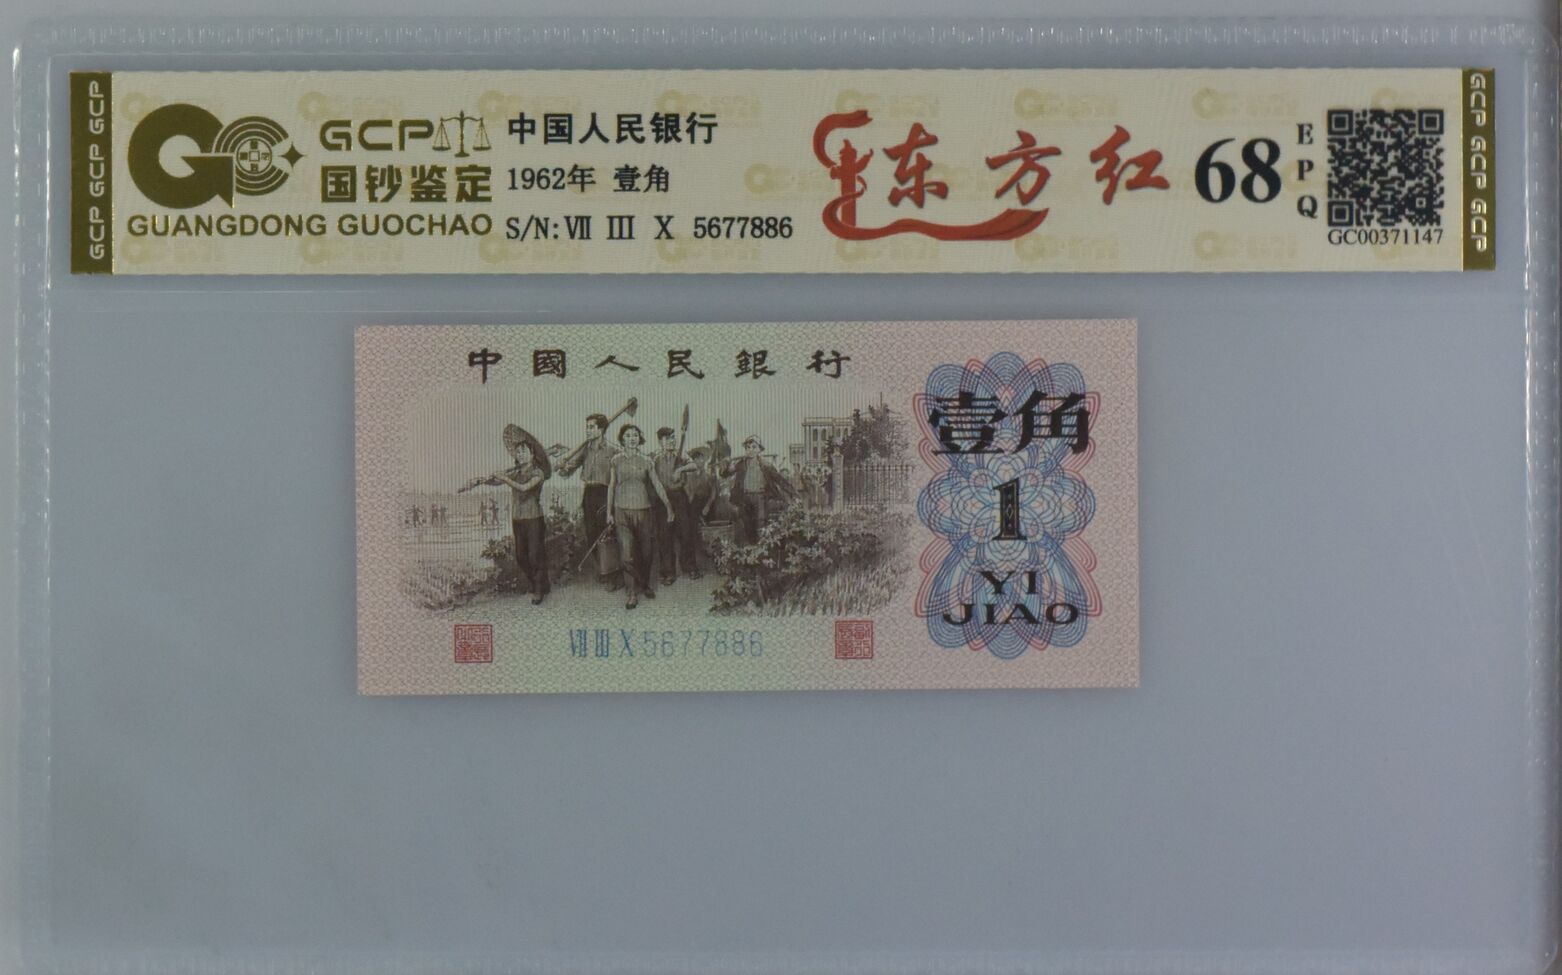 GCP GCP GCP
GCP
国钞鉴定
GUANGDONG GUOCHAO
中国人民银行
1962年 壹角
S/N: Ⅶ Ⅲ Ⅹ 5677886
东方红
68
EPQ
GC00371147
GCP GCP GCP
中國人民銀行
壹角
1
YI
JIAO
Ⅶ Ⅲ Ⅹ 5677886